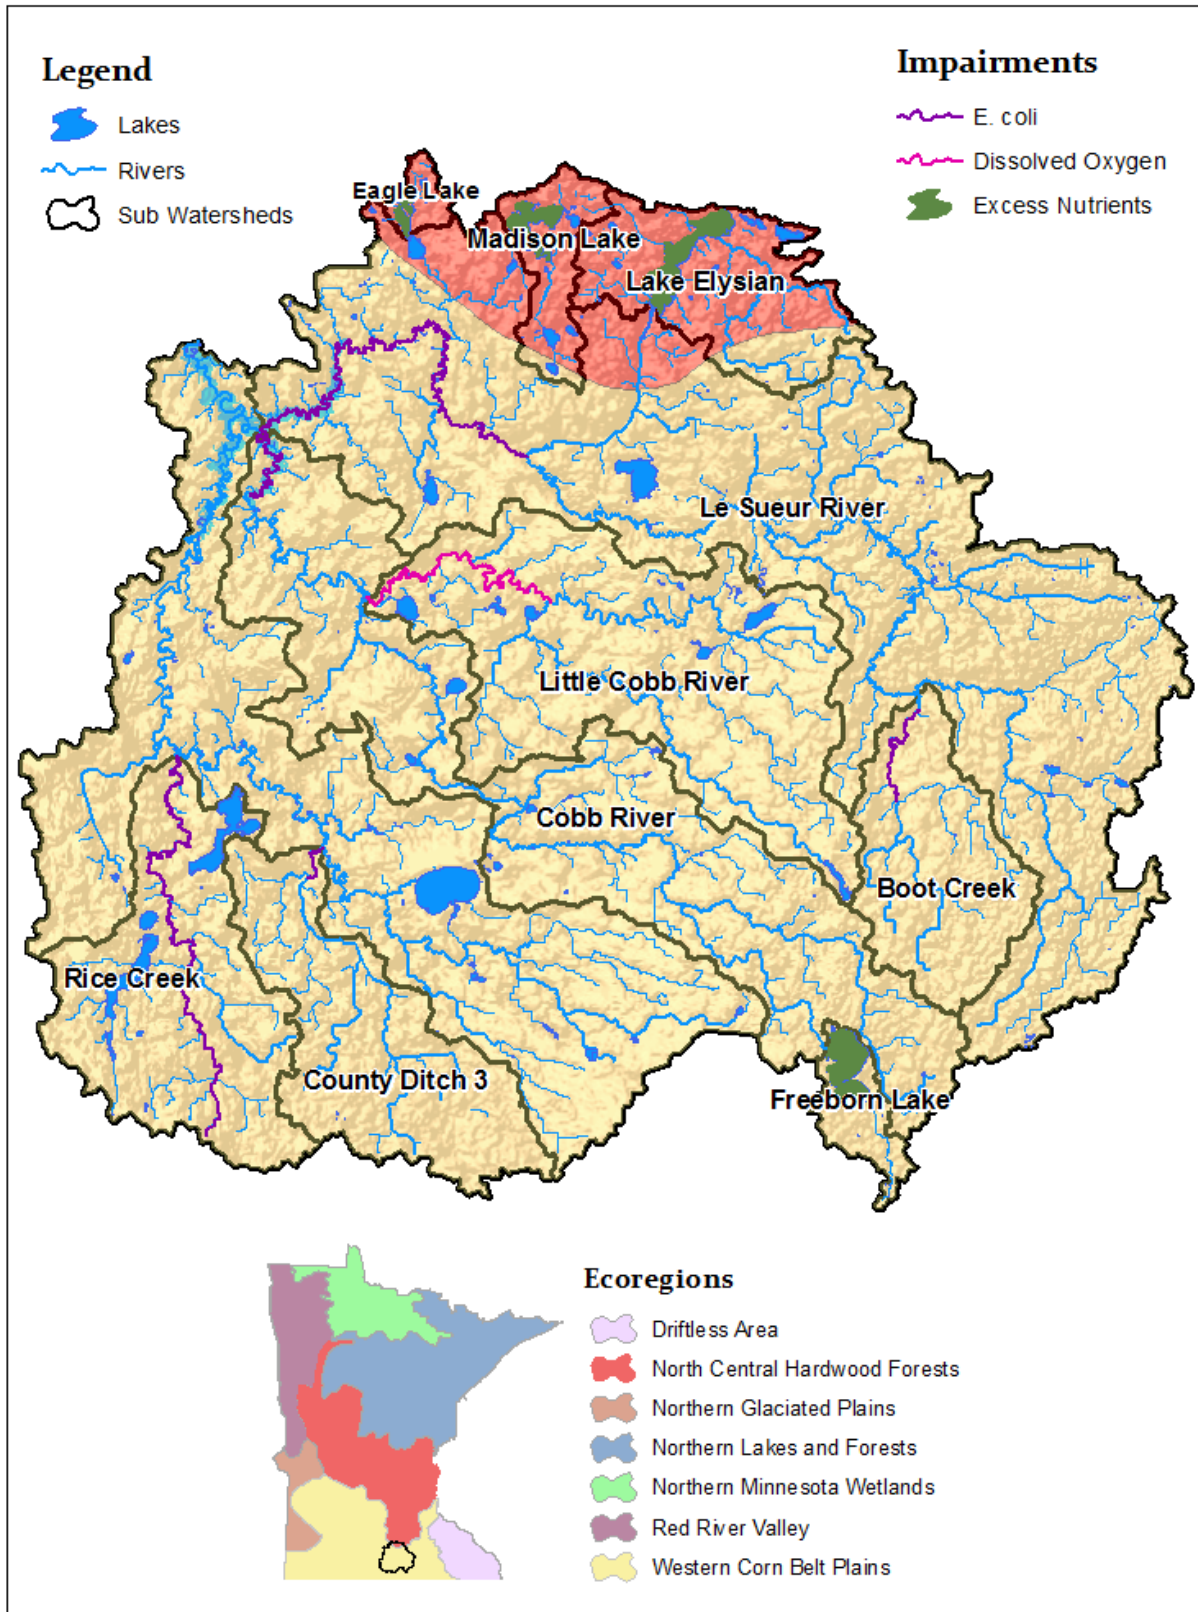 Legend
Lakes
Rivers
Sub Watersheds
Impairments
E. coli
Dissolved Oxygen
Excess Nutrients
Eagle Lake
Madison Lake
Lake Elysian
Le Sueur River
Little Cobb River
Cobb River
Boot Creek
Rice Creek
County Ditch 3
Freeborn Lake
Ecoregions
Driftless Area
North Central Hardwood Forests
Northern Glaciated Plains
Northern Lakes and Forests
Northern Minnesota Wetlands
Red River Valley
Western Corn Belt Plains